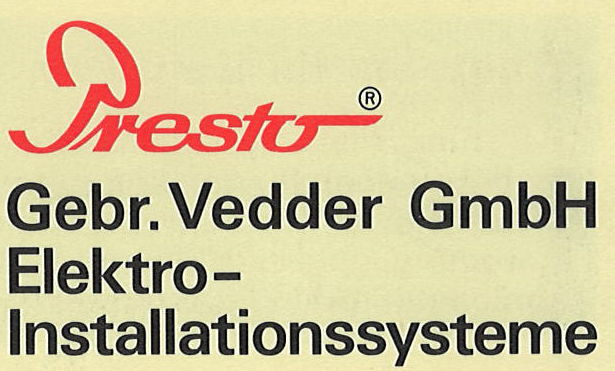 Presto®
Gebr. Vedder GmbH
Elektro-
Installationssysteme